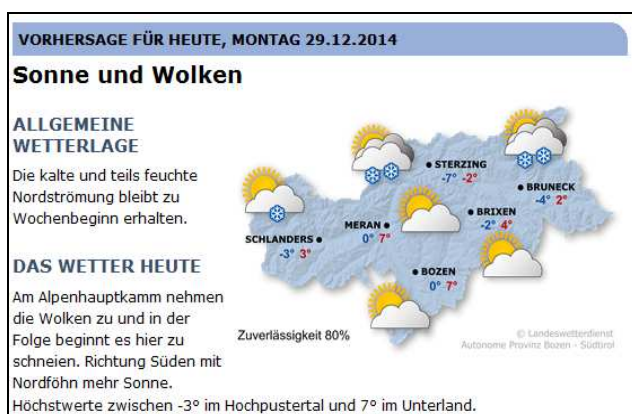 VORHERSAGE FÜR HEUTE, MONTAG 29.12.2014
Sonne und Wolken
ALLGEMEINE
WETTERLAGE
Die kalte und teils feuchte
Nordströmung bleibt zu
Wochenbeginn erhalten.
DAS WETTER HEUTE
Am Alpenhauptkamm nehmen
die Wolken zu und in der
Folge beginnt es hier zu
schneien. Richtung Süden mit
Nordföhn mehr Sonne.
Höchstwerte zwischen -3° im Hochpustertal und 7° im Unterland.
STERZING
-7° -2°
BRUNECK
-4° 2°
MERAN
0° 7°
BRIXEN
-2° 4°
SCHLANDERS
-3° 3°
BOZEN
0° 7°
Zuverlässigkeit 80%
© Landeswetterdienst
Autonome Provinz Bozen - Südtirol